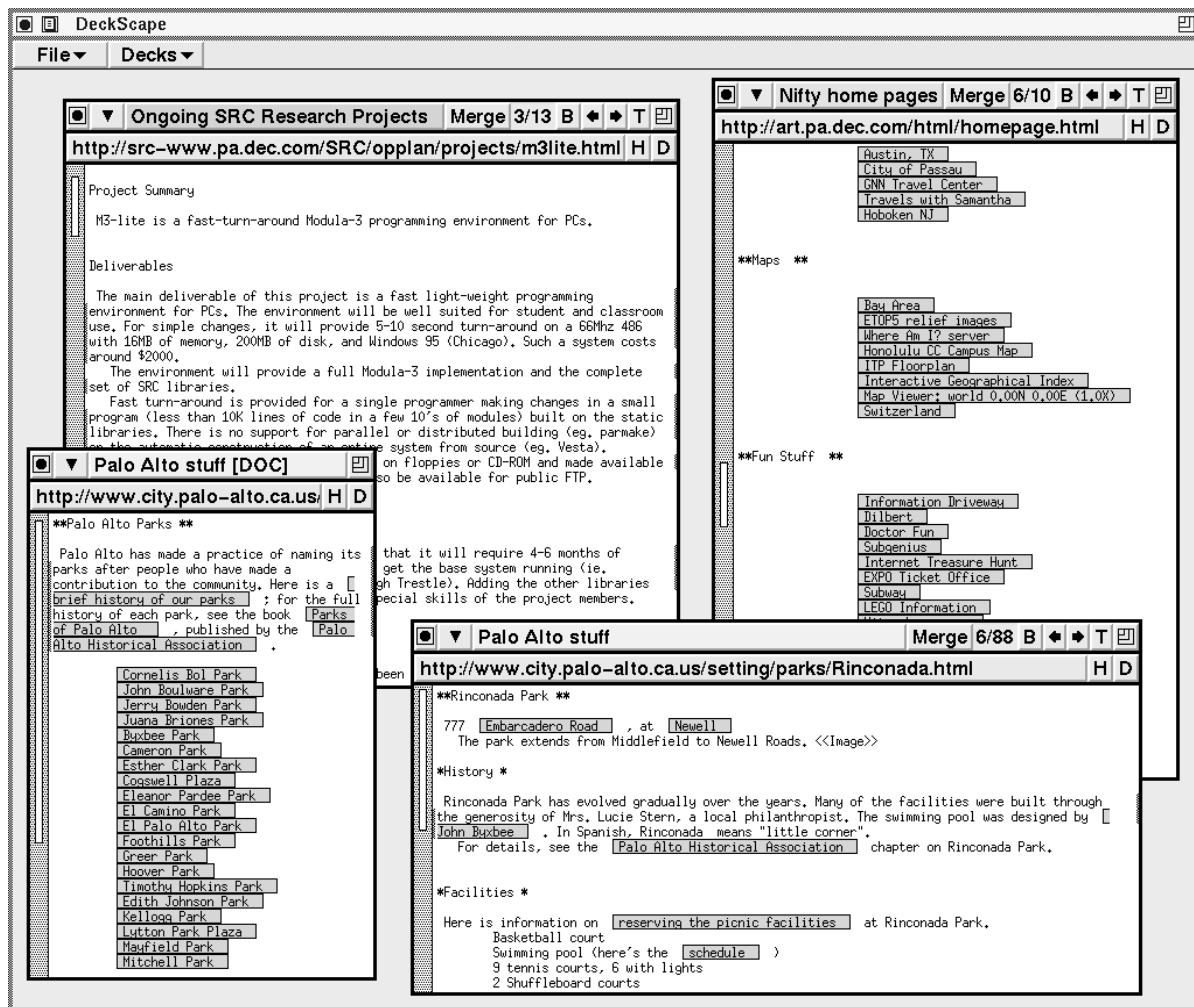 DeckScape
File Decks
Ongoing SRC Research Projects Merge 3/13 B T
http://src-www.pa.dec.com/SRC/opplan/projects/m3lite.html H D
Project Summary
M3-lite is a fast-turn-around Modula-3 programming environment for PCs.
Deliverables
The main deliverable of this project is a fast light-weight programming
environment for PCs. The environment will be well suited for student and classroom
use. For simple changes, it will provide 5-10 second turn-around on a 66Mhz 486
with 16MB of memory, 200MB of disk, and Windows 95 (Chicago). Such a system costs
around $2000.
The environment will provide a full Modula-3 implementation and the complete
set of SRC libraries.
Fast turn-around is provided for a single programmer making changes in a small
program (less than 10K lines of code in a few 10's of modules) built on the static
libraries. There is no support for parallel or distributed building (eg. parmake)
system from source (eg. Vesta).
on floppies or CD-ROM and made available
so be available for public FTP.
that it will require 4-6 months of
get the base system running (ie.
gh Trestle). Adding the other libraries
pecial skills of the project members.
been
Nifty home pages Merge 6/10 B T
http://art.pa.dec.com/html/homepage.html H D
Austin, TX
City of Passau
GNN Travel Center
Travels with Samantha
Hoboken NJ
**Maps **
Bay Area
ETOP5 relief images
Where Am I? server
Honolulu CC Campus Map
ITP Floorplan
Interactive Geographical Index
Map Viewer: world 0.00N 0.00E (1.0X)
Switzerland
**Fun Stuff **
Information Driveway
Dilbert
Doctor Fun
Subgenius
Internet Treasure Hunt
EXPO Ticket Office
Subway
LEGO Information
Palo Alto stuff [DOC]
http://www.city.palo-alto.ca.us/ H D
**Palo Alto Parks **
Palo Alto has made a practice of naming its
parks after people who have made a
contribution to the community. Here is a
brief history of our parks ; for the full
history of each park, see the book Parks
of Palo Alto , published by the Palo
Alto Historical Association .
Cornelis Bol Park
John Boulware Park
Jerry Bowden Park
Juana Briones Park
Byxbee Park
Cameron Park
Esther Clark Park
Cogswell Plaza
Eleanor Pardee Park
El Camino Park
El Palo Alto Park
Foothills Park
Greer Park
Hoover Park
Timothy Hopkins Park
Edith Johnson Park
Kellogg Park
Lytton Park Plaza
Mayfield Park
Mitchell Park
Palo Alto stuff Merge 6/88 B T
http://www.city.palo-alto.ca.us/setting/parks/Rinconada.html H D
**Rinconada Park **
777 Embarcadero Road , at Newell
The park extends from Middlefield to Newell Roads. <<Image>>
*History *
Rinconada Park has evolved gradually over the years. Many of the facilities were built through
the generosity of Mrs. Lucie Stern, a local philanthropist. The swimming pool was designed by
John Byxbee . In Spanish, Rinconada means "little corner".
For details, see the Palo Alto Historical Association chapter on Rinconada Park.
*Facilities *
Here is information on reserving the picnic facilities at Rinconada Park.
Basketball court
Swimming pool (here's the schedule )
9 tennis courts, 6 with lights
2 Shuffleboard courts